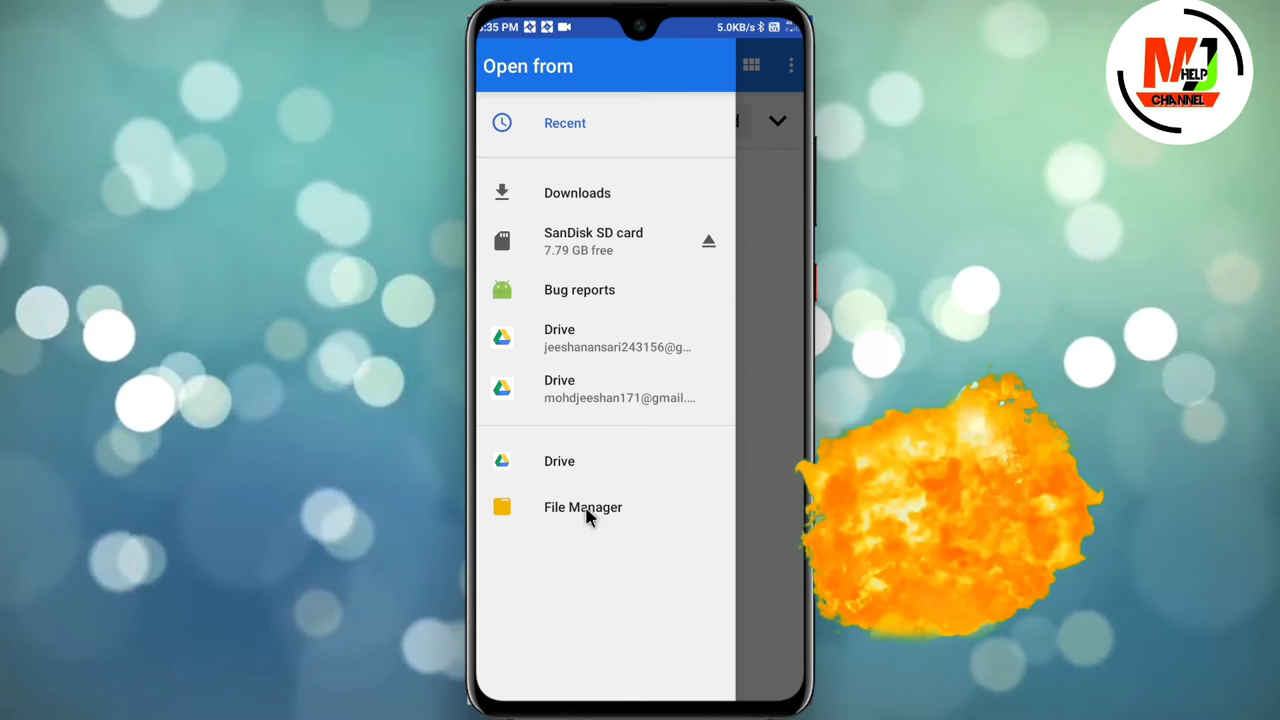 :35 PM
5.0KB/s
Open from
Recent
Downloads
SanDisk SD card
7.79 GB free
Bug reports
Drive
jeeshanansari243156@g...
Drive
mohdjeeshan171@gmail....
Drive
File Manager
MJ
HELP
CHANNEL